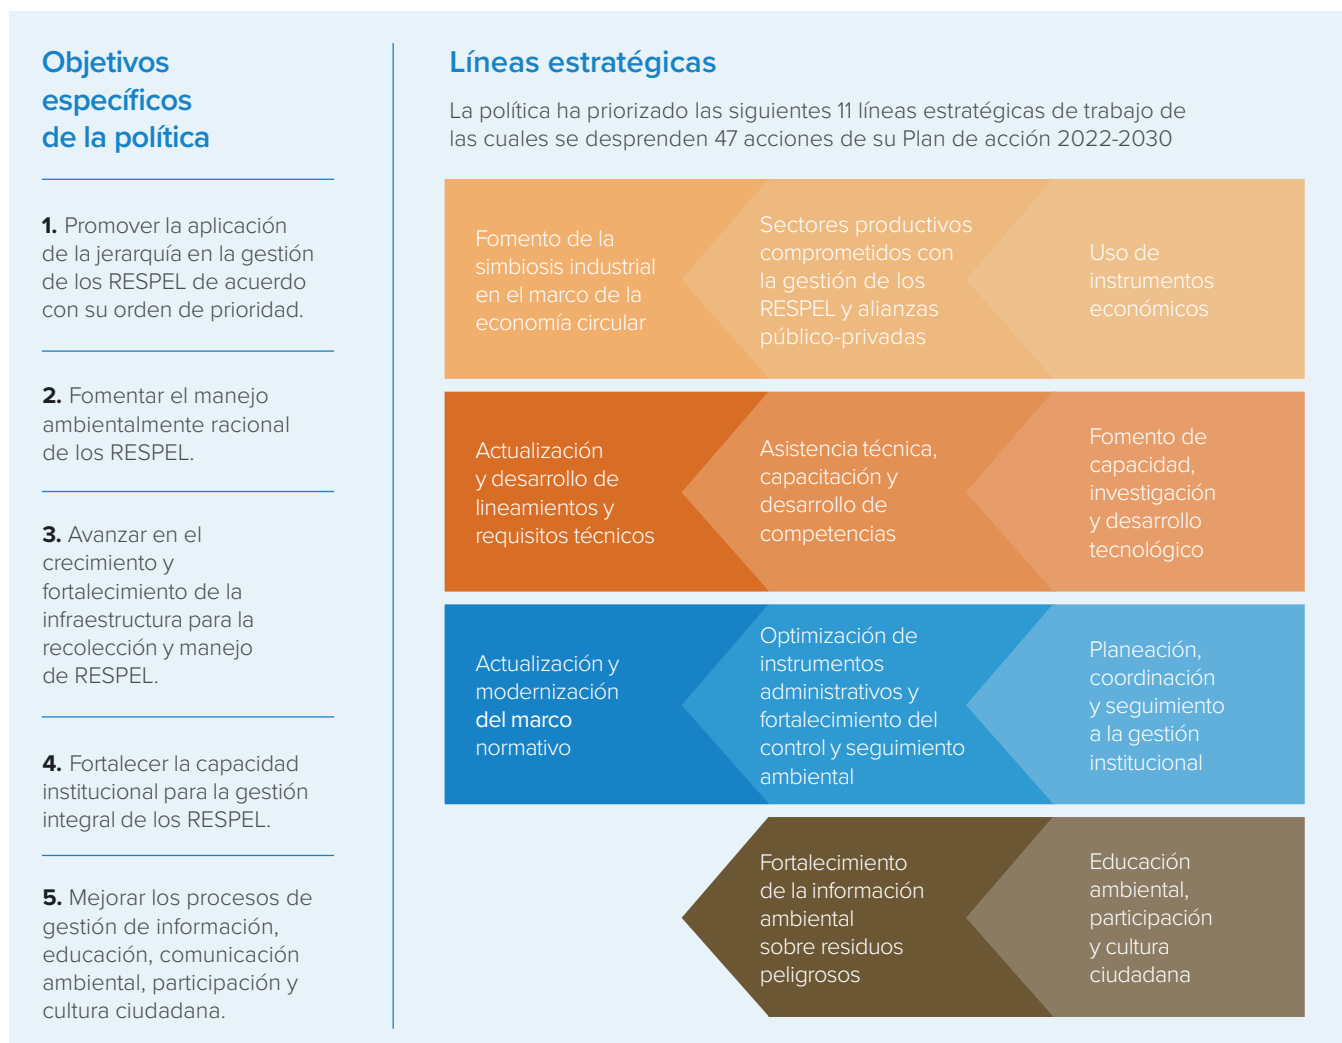 Objetivos
específicos
de la política
1. Promover la aplicación
de la jerarquía en la gestión
de los RESPEL de acuerdo
con su orden de prioridad.
2. Fomentar el manejo
ambientalmente racional
de los RESPEL.
3. Avanzar en el
crecimiento y
fortalecimiento de la
infraestructura para la
recolección y manejo
de RESPEL.
4. Fortalecer la capacidad
institucional para la gestión
integral de los RESPEL.
5. Mejorar los procesos de
gestión de información,
educación, comunicación
ambiental, participación y
cultura ciudadana.
Líneas estratégicas
La política ha priorizado las siguientes 11 líneas estratégicas de trabajo de
las cuales se desprenden 47 acciones de su Plan de acción 2022-2030
Fomento de la
simbiosis industrial
en el marco de la
economía circular
Sectores productivos
comprometidos con
la gestión de los
RESPEL y alianzas
público-privadas
Uso de
instrumentos
económicos
Actualización
y desarrollo de
lineamientos y
requisitos técnicos
Asistencia técnica,
capacitación y
desarrollo de
competencias
Fomento de
capacidad,
investigación
y desarrollo
tecnológico
Actualización y
modernización
del marco
normativo
Optimización de
instrumentos
administrativos y
fortalecimiento del
control y seguimiento
ambiental
Planeación,
coordinación
y seguimiento
a la gestión
institucional
Fortalecimiento
de la información
ambiental
sobre residuos
peligrosos
Educación
ambiental,
participación
y cultura
ciudadana